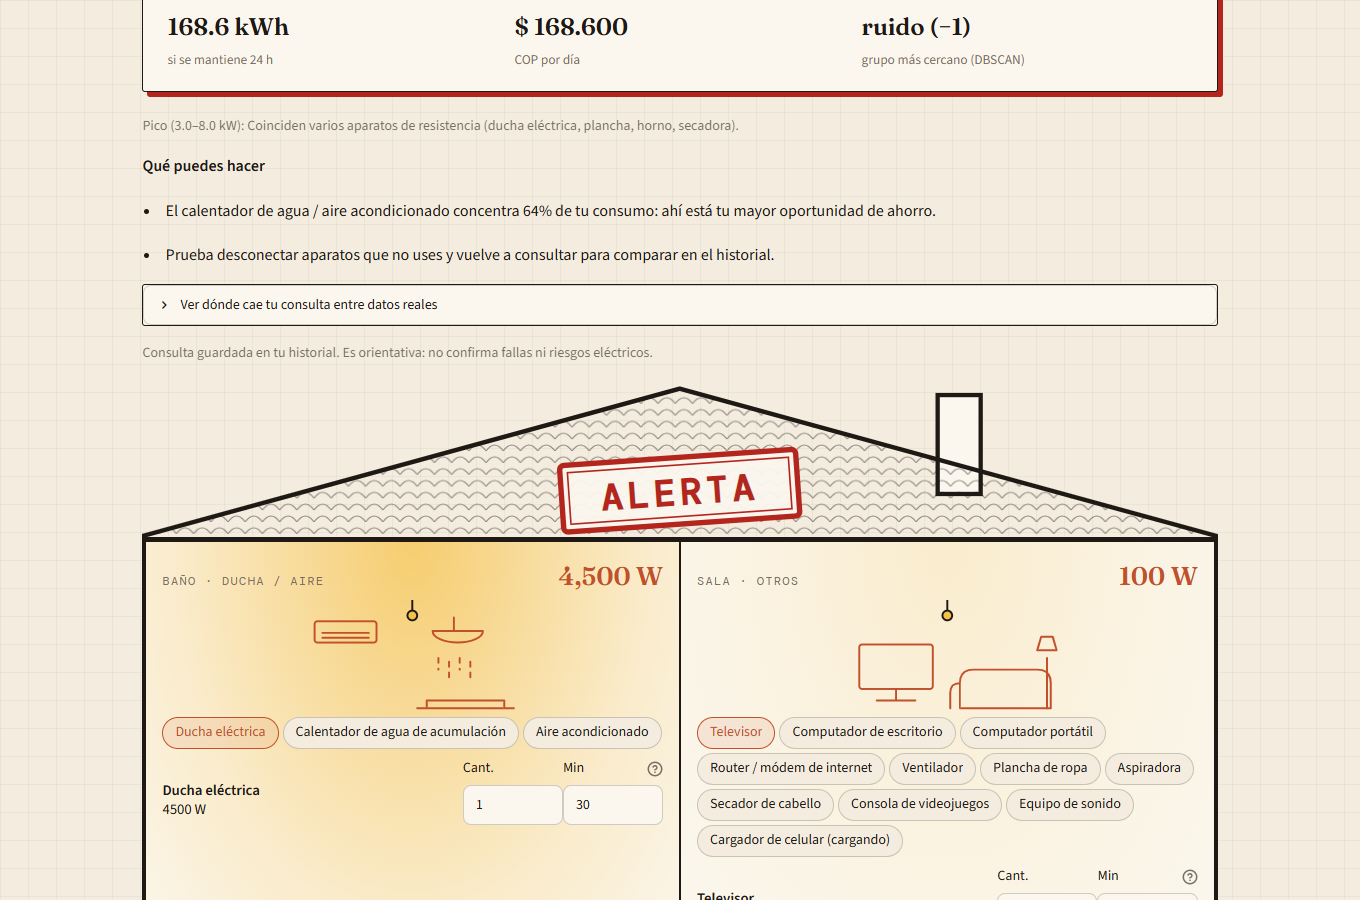 168.6 kWh
$ 168.600
ruido (−1)
si se mantiene 24 h
COP por día
grupo más cercano (DBSCAN)
Pico (3.0–8.0 kW): Coinciden varios aparatos de resistencia (ducha eléctrica, plancha, horno, secadora).
Qué puedes hacer
• El calentador de agua / aire acondicionado concentra 64% de tu consumo: ahí está tu mayor oportunidad de ahorro.
• Prueba desconectar aparatos que no uses y vuelve a consultar para comparar en el historial.
Ver dónde cae tu consulta entre datos reales
Consulta guardada en tu historial. Es orientativa: no confirma fallas ni riesgos eléctricos.
ALERTA
BAÑO · DUCHA / AIRE
4,500 W
Ducha eléctrica
Calentador de agua de acumulación
Aire acondicionado
Cant.
Min
?
Ducha eléctrica
4500 W
1
30
SALA · OTROS
100 W
Televisor
Computador de escritorio
Computador portátil
Router / módem de internet
Ventilador
Plancha de ropa
Aspiradora
Secador de cabello
Consola de videojuegos
Equipo de sonido
Cargador de celular (cargando)
Cant.
Min
?
Televisor